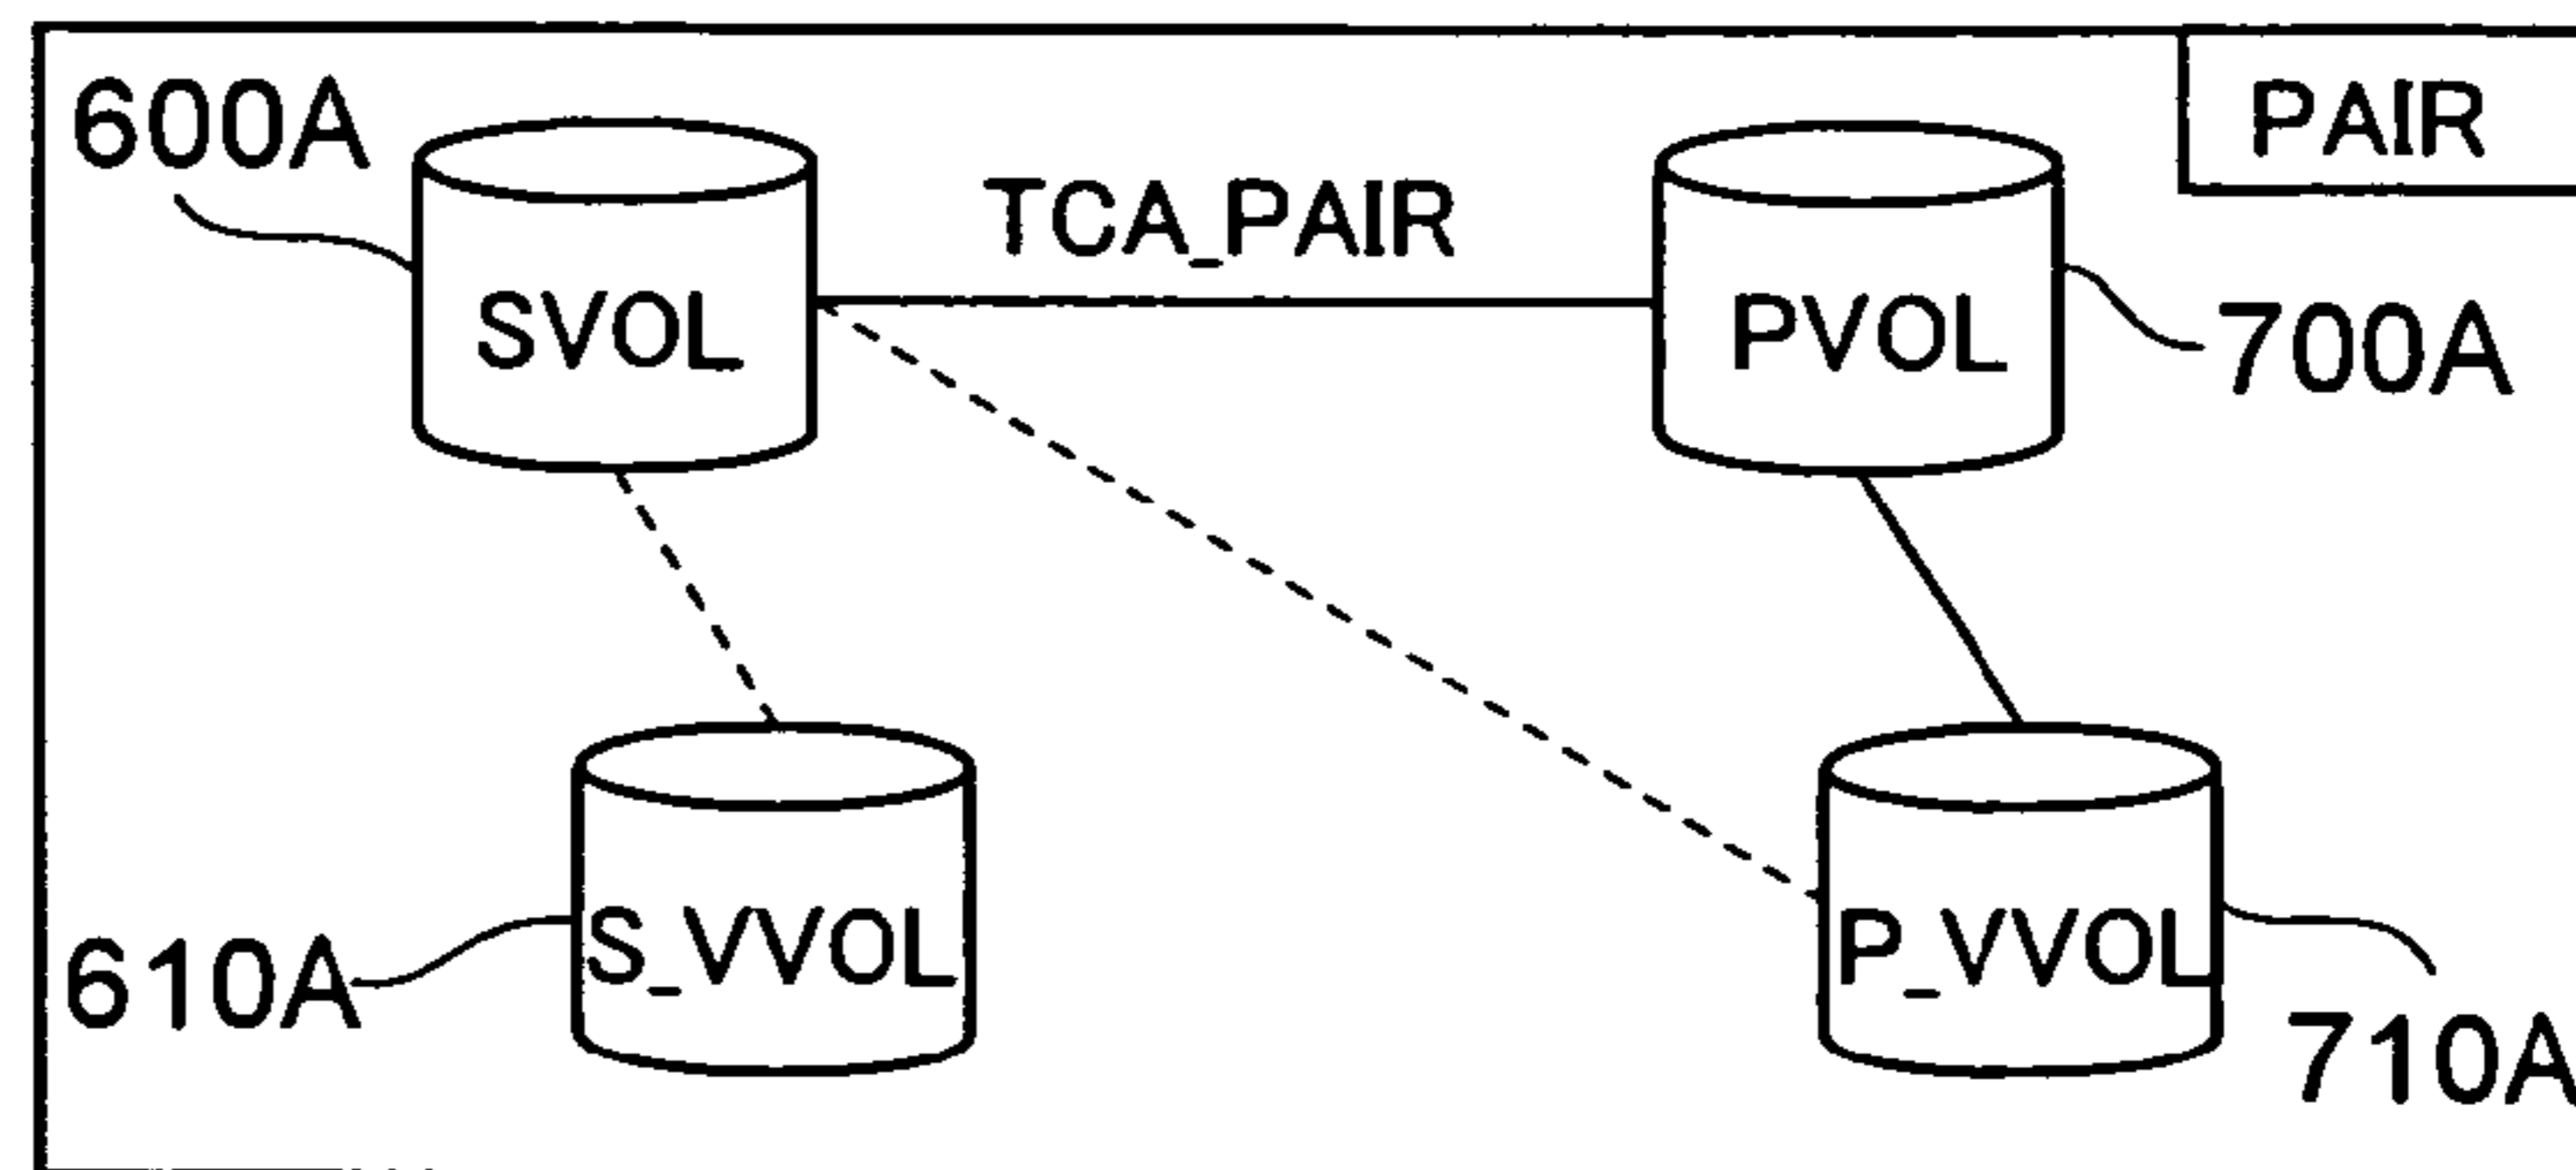 PAIR
600A
TCA_PAIR
SVOL
PVOL
700A
S_VVOL
P_VVOL
610A
710A